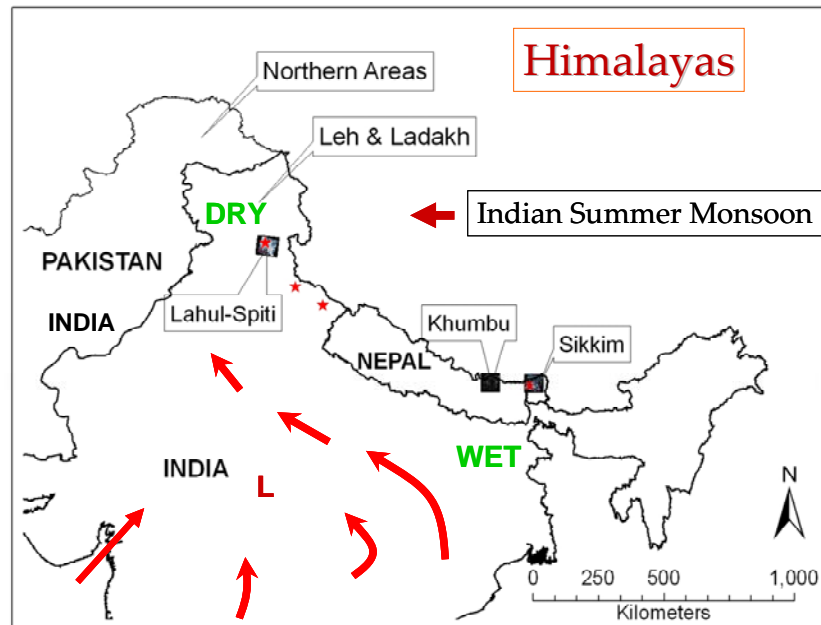 Himalayas
Northern Areas
Leh & Ladakh
DRY
Indian Summer Monsoon
PAKISTAN
Lahul-Spiti
INDIA
Khumbu
NEPAL
Sikkim
WET
INDIA
L
N
0 250 500 1,000
Kilometers